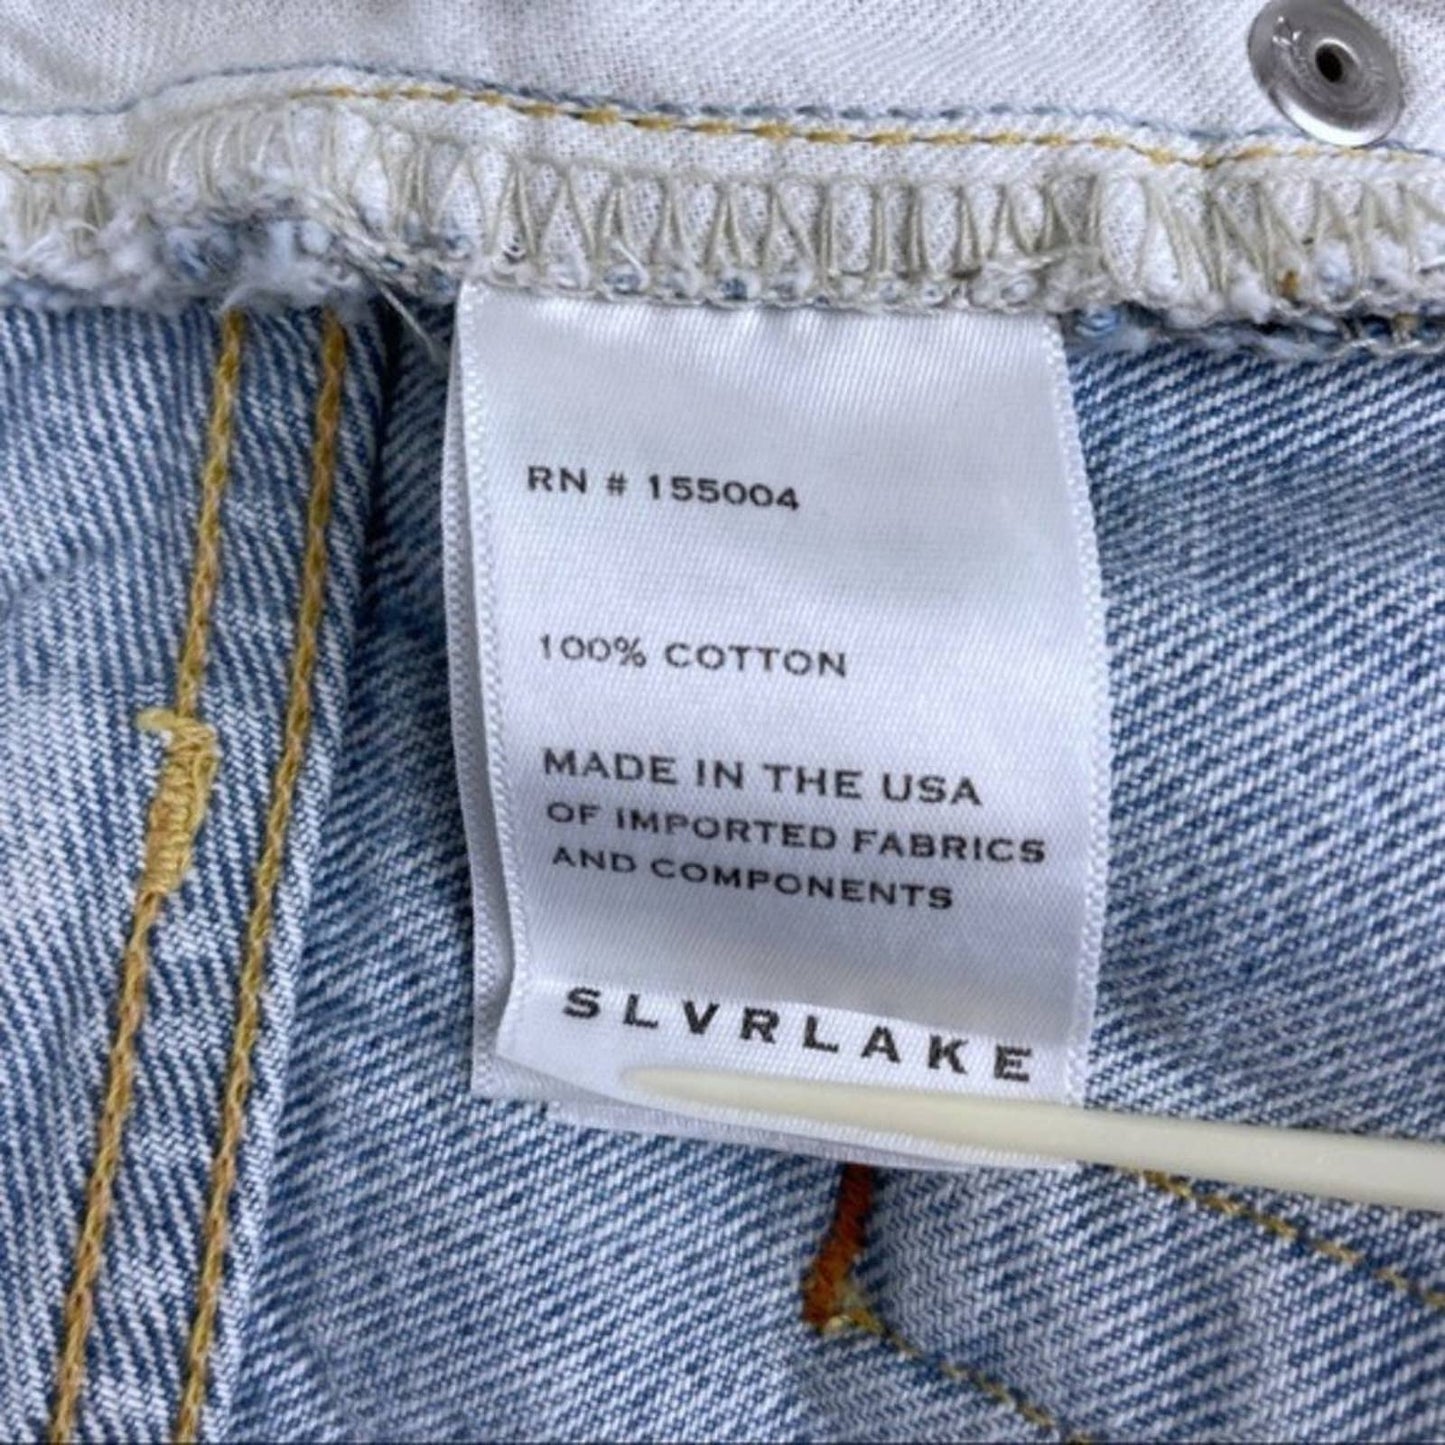 RN # 155004
100% COTTON
MADE IN THE USA
OF IMPORTED FABRICS
AND COMPONENTS
SLVRLAKE